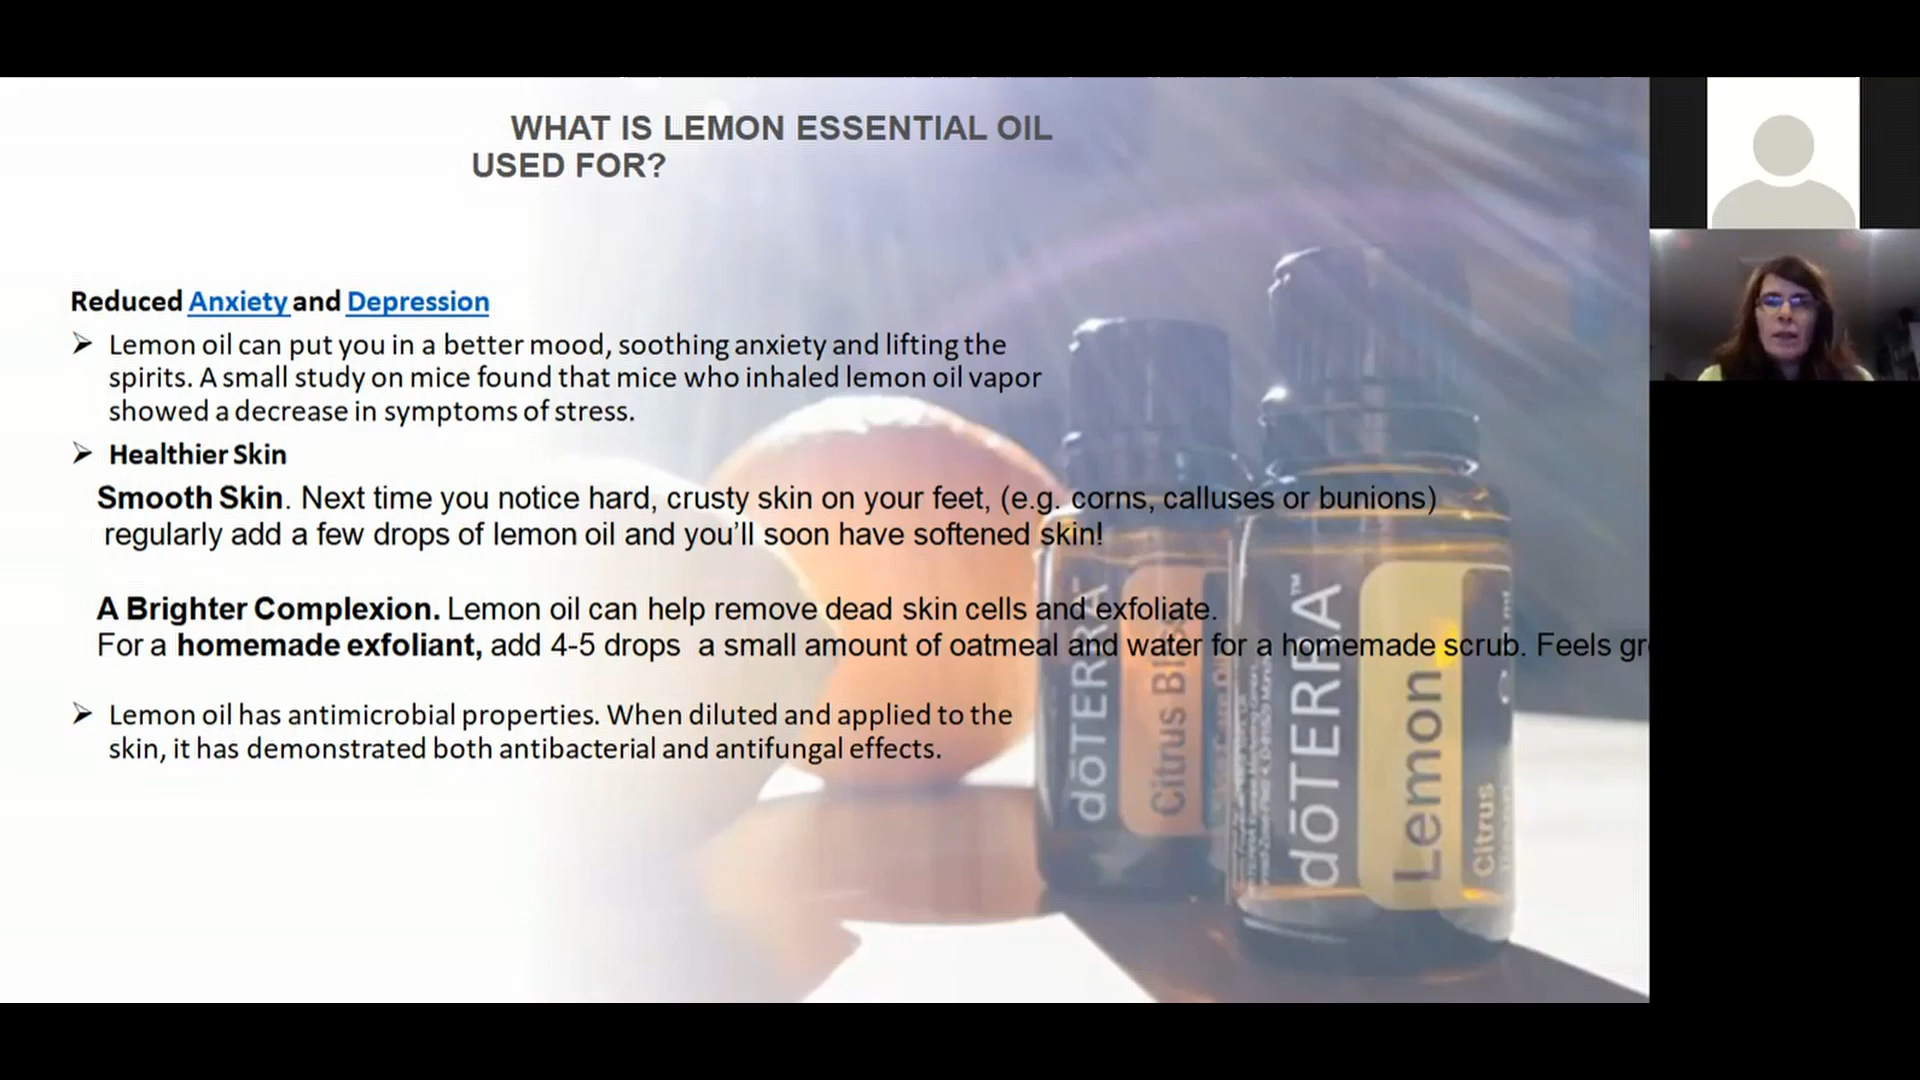 WHAT IS LEMON ESSENTIAL OIL
USED FOR?
Reduced Anxiety and Depression
➢ Lemon oil can put you in a better mood, soothing anxiety and lifting the
spirits. A small study on mice found that mice who inhaled lemon oil vapor
showed a decrease in symptoms of stress.
➢ Healthier Skin
Smooth Skin. Next time you notice hard, crusty skin on your feet, (e.g. corns, calluses or bunions)
regularly add a few drops of lemon oil and you’ll soon have softened skin!
A Brighter Complexion. Lemon oil can help remove dead skin cells and exfoliate.
For a homemade exfoliant, add 4-5 drops a small amount of oatmeal and water for a homemade scrub. Feels
➢ Lemon oil has antimicrobial properties. When diluted and applied to the
skin, it has demonstrated both antibacterial and antifungal effects.
dōTERRA
Citrus
dōTERRA™
Lemon
Citrus